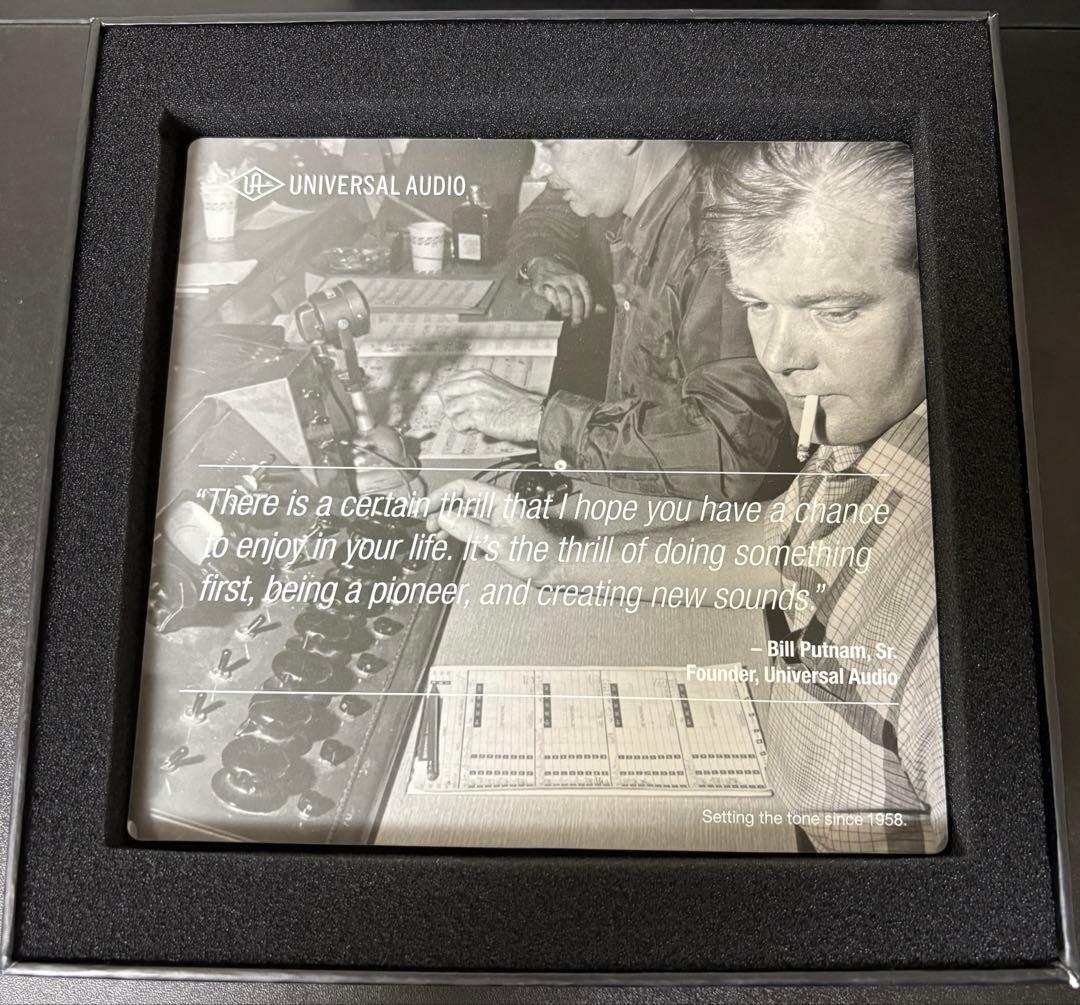 UA UNIVERSAL AUDIO
“There is a certain thrill that I hope you have a chance
to enjoy in your life. It’s the thrill of doing something
first, being a pioneer, and creating new sounds.”
– Bill Putnam, Sr.
Founder, Universal Audio
Setting the tone since 1958.